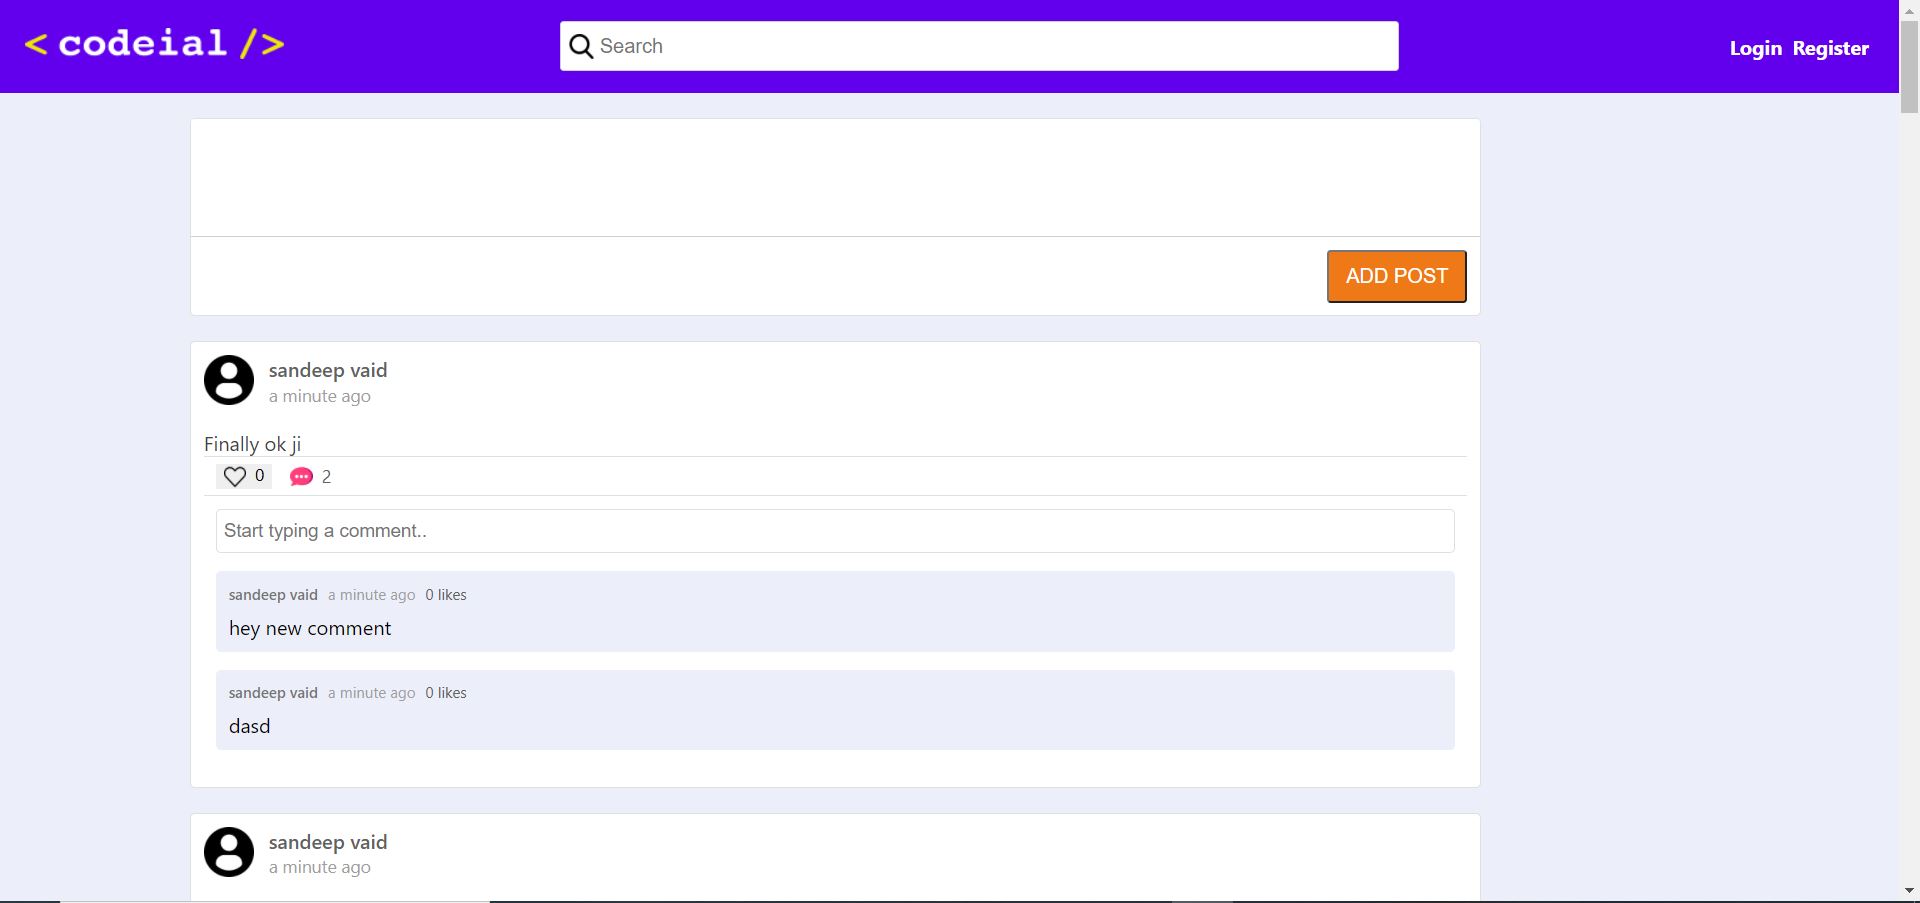 < codeial />
Search
Login Register
ADD POST
sandeep vaid
a minute ago
Finally ok ji
0 2
Start typing a comment..
sandeep vaid a minute ago 0 likes
hey new comment
sandeep vaid a minute ago 0 likes
dasd
sandeep vaid
a minute ago